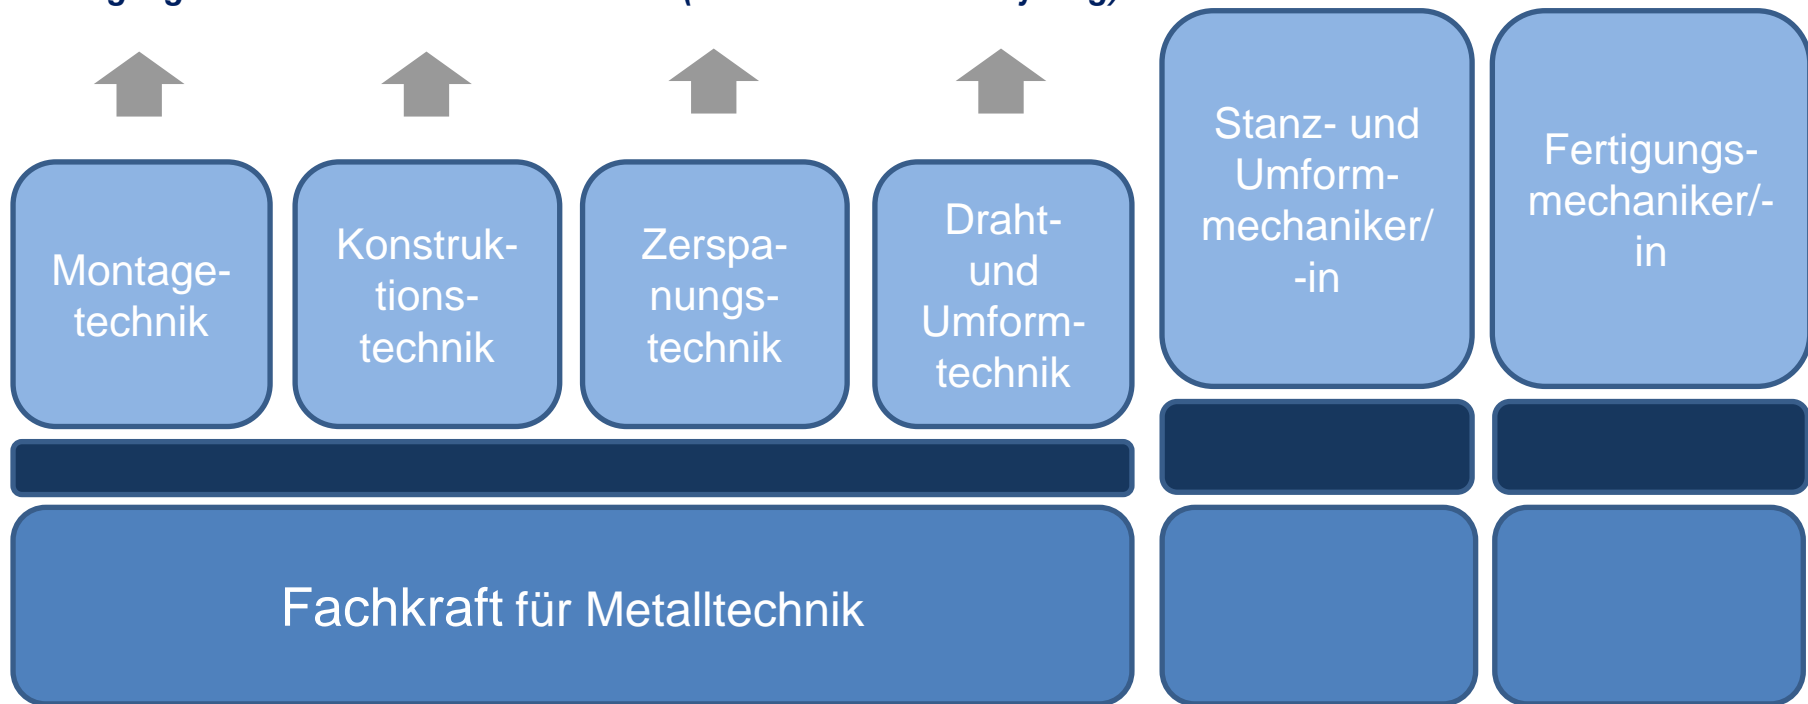 Montage-
technik
Konstruk-
tions-
technik
Zerspa-
nungs-
technik
Draht-
und
Umform-
technik
Stanz- und
Umform-
mechaniker/
-in
Fertigungs-
mechaniker/-
in
Fachkraft für Metalltechnik